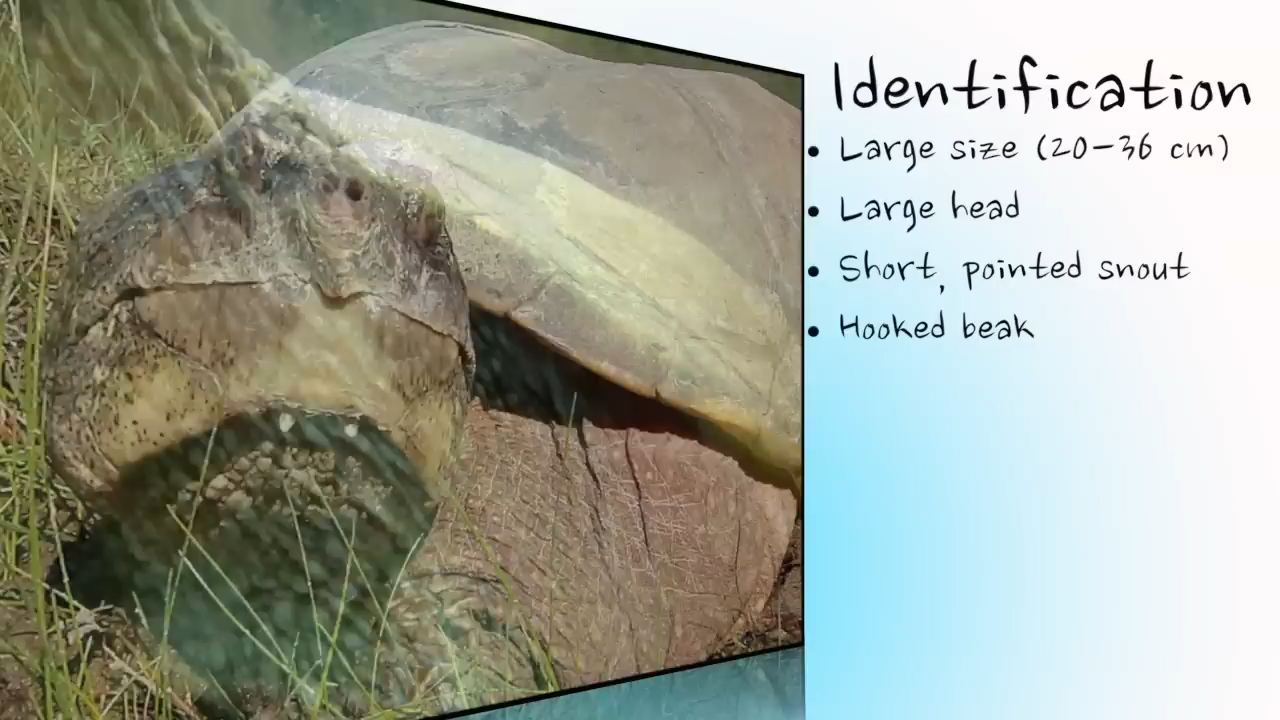 Identification
• Large size (20-36 cm)
• Large head
• Short, pointed snout
• Hooked beak